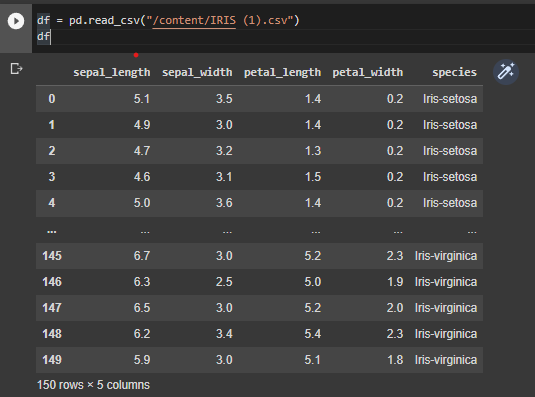 df = pd.read_csv("/content/IRIS (1).csv")
df
sepal_length sepal_width petal_length petal_width species
0 5.1 3.5 1.4 0.2 Iris-setosa
1 4.9 3.0 1.4 0.2 Iris-setosa
2 4.7 3.2 1.3 0.2 Iris-setosa
3 4.6 3.1 1.5 0.2 Iris-setosa
4 5.0 3.6 1.4 0.2 Iris-setosa
... ... ... ... ... ...
145 6.7 3.0 5.2 2.3 Iris-virginica
146 6.3 2.5 5.0 1.9 Iris-virginica
147 6.5 3.0 5.2 2.0 Iris-virginica
148 6.2 3.4 5.4 2.3 Iris-virginica
149 5.9 3.0 5.1 1.8 Iris-virginica
150 rows × 5 columns